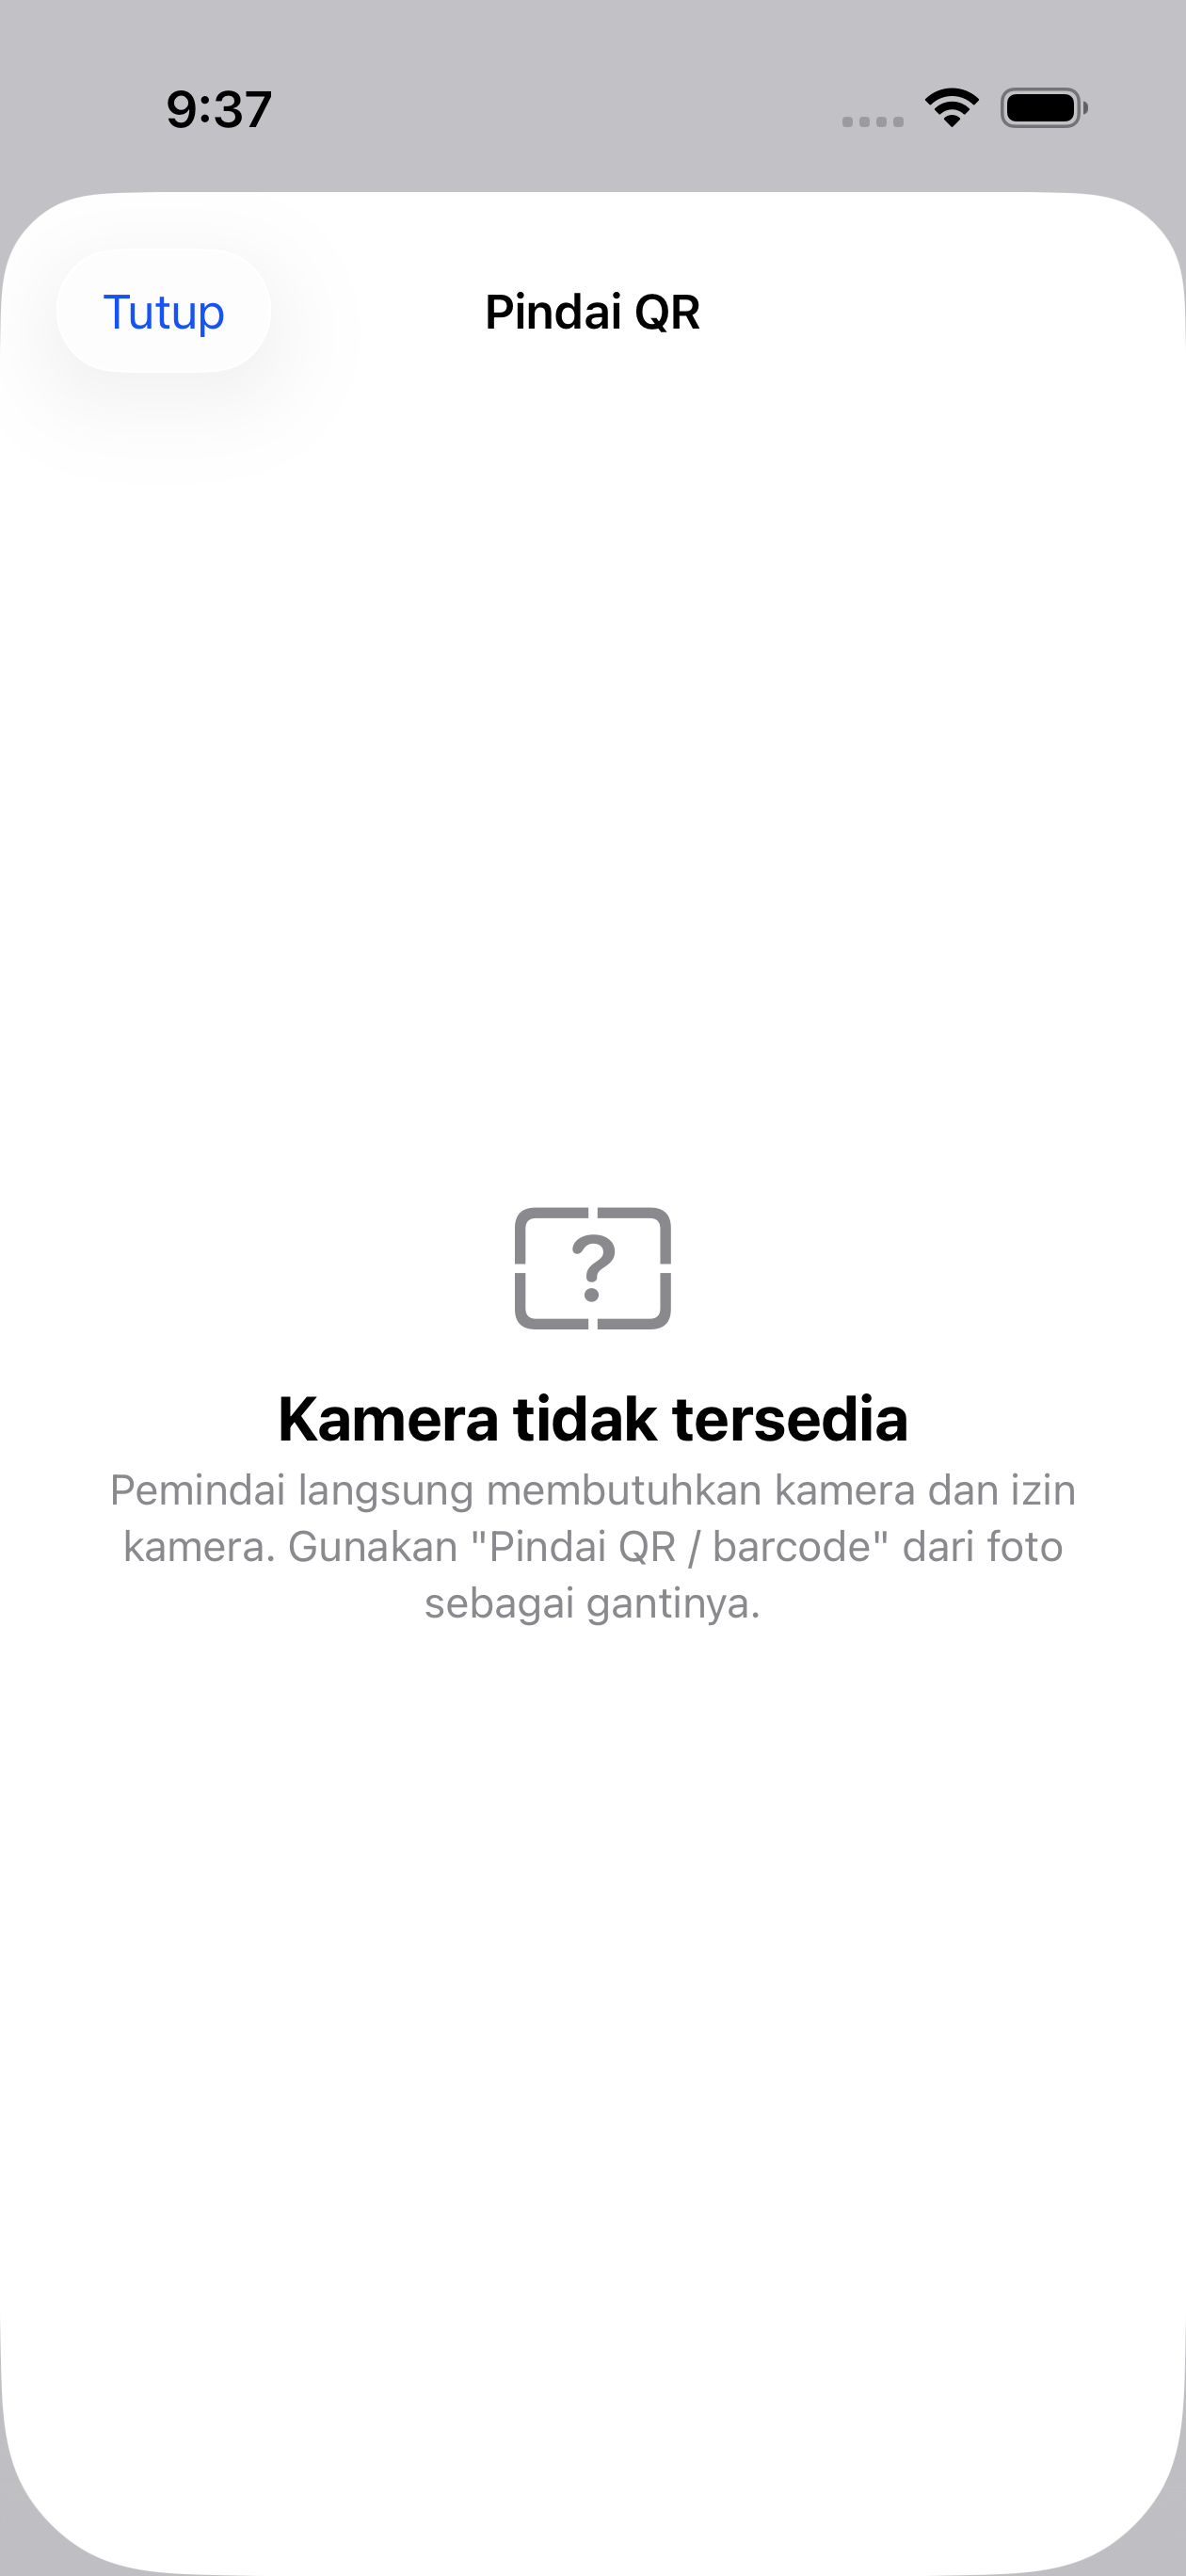 9:37
Tutup
Pindai QR
?
Kamera tidak tersedia
Pemindai langsung membutuhkan kamera dan izin
kamera. Gunakan "Pindai QR / barcode" dari foto
sebagai gantinya.